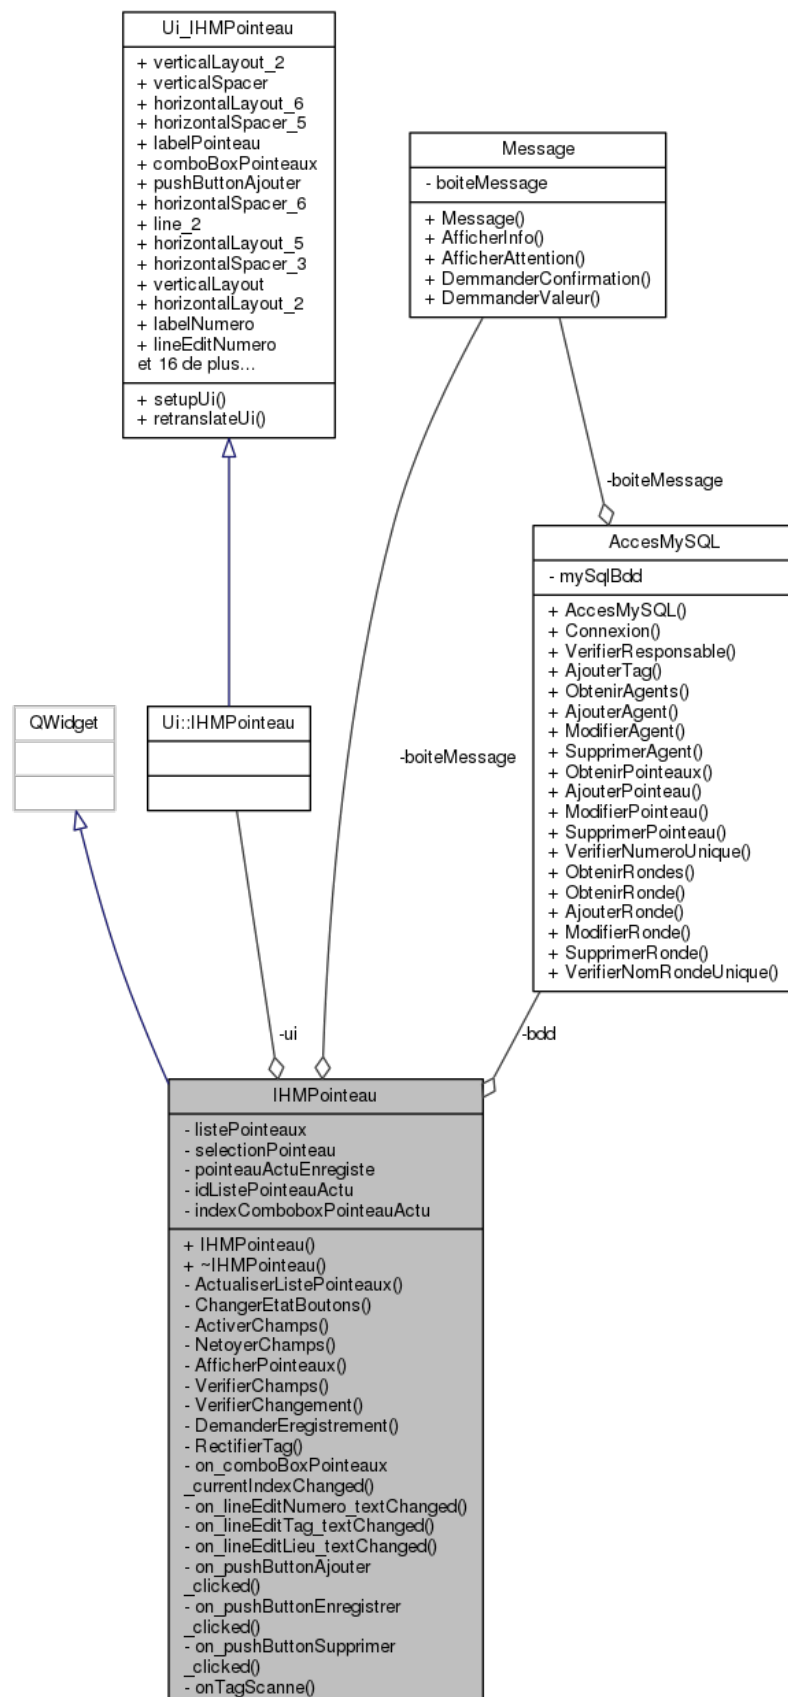 Ui_IHMPointeau
+ verticalLayout_2
+ verticalSpacer
+ horizontalLayout_6
+ horizontalSpacer_5
+ labelPointeau
+ comboBoxPointeaux
+ pushButtonAjouter
+ horizontalSpacer_6
+ line_2
+ horizontalLayout_5
+ horizontalSpacer_3
+ verticalLayout
+ horizontalLayout_2
+ labelNumero
+ lineEditNumero
et 16 de plus...
+ setupUi()
+ retranslateUi()
Message
- boiteMessage
+ Message()
+ AfficherInfo()
+ AfficherAttention()
+ DemmanderConfirmation()
+ DemmanderValeur()
-boiteMessage
AccesMySQL
- mySqlBdd
+ AccesMySQL()
+ Connexion()
+ VerifierResponsable()
+ AjouterTag()
+ ObtenirAgents()
+ AjouterAgent()
+ ModifierAgent()
+ SupprimerAgent()
+ ObtenirPointeaux()
+ AjouterPointeau()
+ ModifierPointeau()
+ SupprimerPointeau()
+ VerifierNumeroUnique()
+ ObtenirRondes()
+ ObtenirRonde()
+ AjouterRonde()
+ ModifierRonde()
+ SupprimerRonde()
+ VerifierNomRondeUnique()
QWidget
Ui::IHMPointeau
-boiteMessage
-ui
-bdd
IHMPointeau
- listePointeaux
- selectionPointeau
- pointeauActuEnregiste
- idListePointeauActu
- indexComboboxPointeauActu
+ IHMPointeau()
+ ~IHMPointeau()
- ActualiserListePointeaux()
- ChangerEtatBoutons()
- ActiverChamps()
- NetoyerChamps()
- AfficherPointeaux()
- VerifierChamps()
- VerifierChangement()
- DemanderEregistrement()
- RectifierTag()
- on_comboBoxPointeaux
_currentIndexChanged()
- on_lineEditNumero_textChanged()
- on_lineEditTag_textChanged()
- on_lineEditLieu_textChanged()
- on_pushButtonAjouter
_clicked()
- on_pushButtonEnregistrer
_clicked()
- on_pushButtonSupprimer
_clicked()
- onTagScanne()